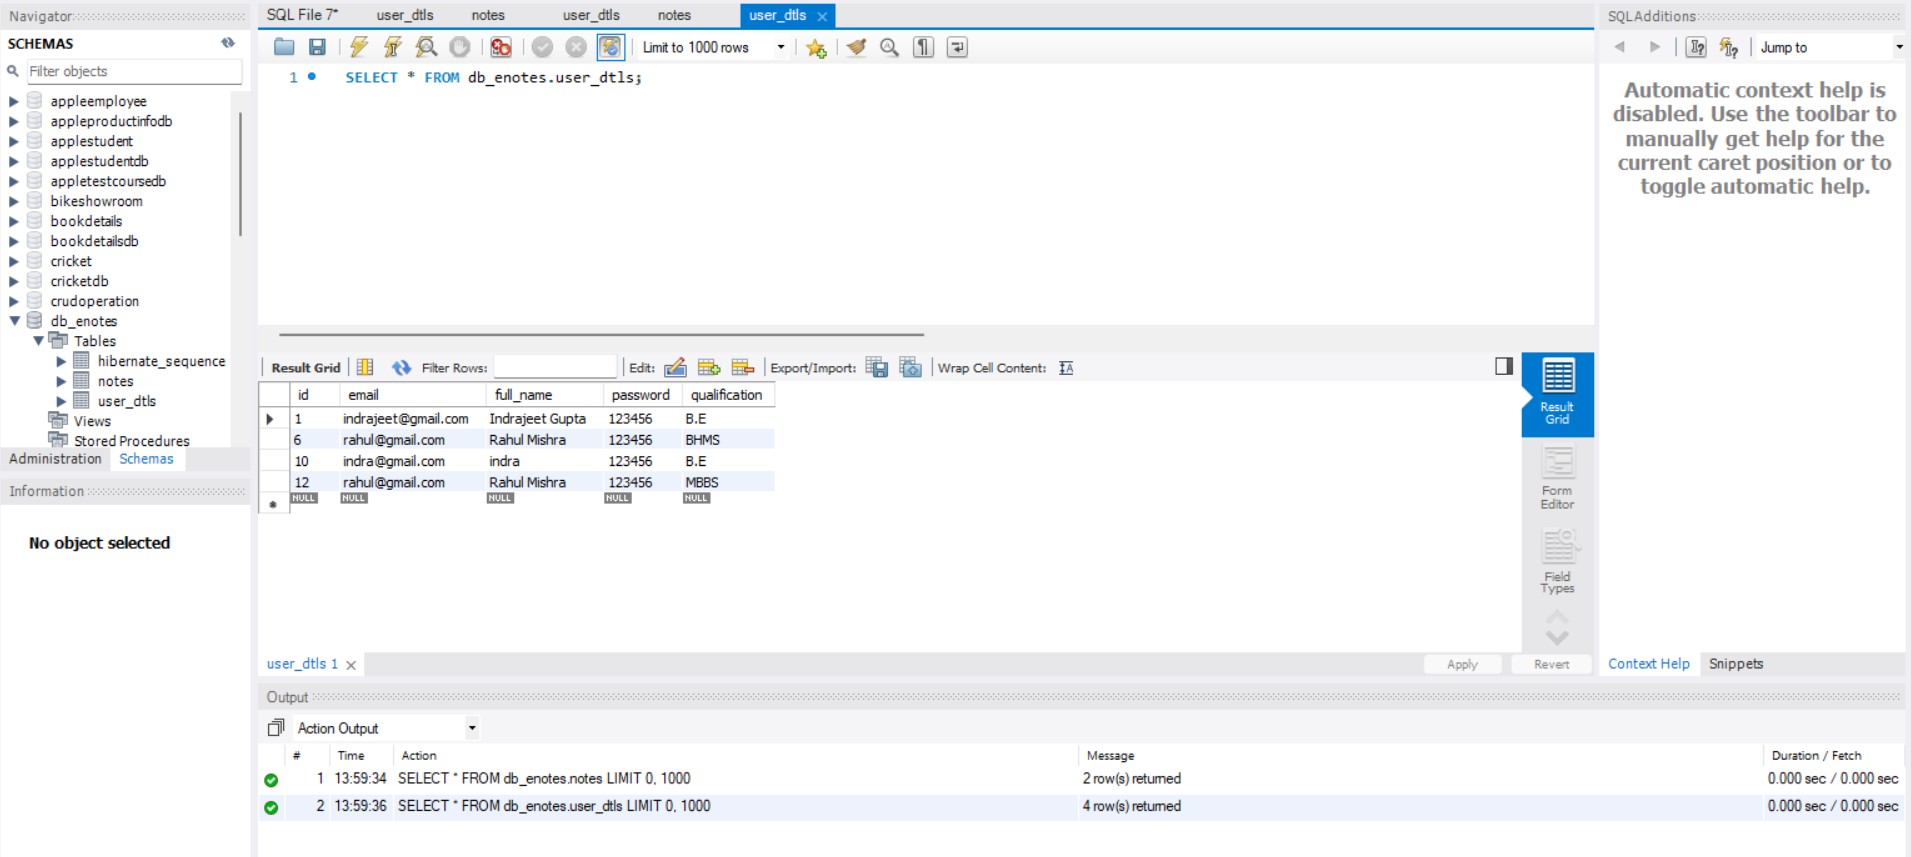 Navigator
SCHEMAS
Filter objects
appleemployee
appleproductinfodb
applestudent
applestudentdb
appletestcoursedb
bikeshowroom
bookdetails
bookdetailsdb
cricket
cricketdb
crudoperation
db_enotes
Tables
hibernate_sequence
notes
user_dtls
Views
Stored Procedures
Administration Schemas
Information
No object selected
SQL File 7* user_dtls notes user_dtls notes user_dtls
Limit to 1000 rows
1 SELECT * FROM db_enotes.user_dtls;
Result Grid Filter Rows: Edit: Export/Import: Wrap Cell Content:
id email full_name password qualification
1 indrajeet@gmail.com Indrajeet Gupta 123456 B.E
6 rahul@gmail.com Rahul Mishra 123456 BHMS
10 indra@gmail.com indra 123456 B.E
12 rahul@gmail.com Rahul Mishra 123456 MBBS
NULL NULL NULL NULL NULL
Result
Grid
Form
Editor
Field
Types
user_dtls 1 Apply Revert
SQLAdditions
Jump to
Automatic context help is
disabled. Use the toolbar to
manually get help for the
current caret position or to
toggle automatic help.
Context Help Snippets
Output
Action Output
# Time Action Message Duration / Fetch
1 13:59:34 SELECT * FROM db_enotes.notes LIMIT 0, 1000 2 row(s) returned 0.000 sec / 0.000 sec
2 13:59:36 SELECT * FROM db_enotes.user_dtls LIMIT 0, 1000 4 row(s) returned 0.000 sec / 0.000 sec